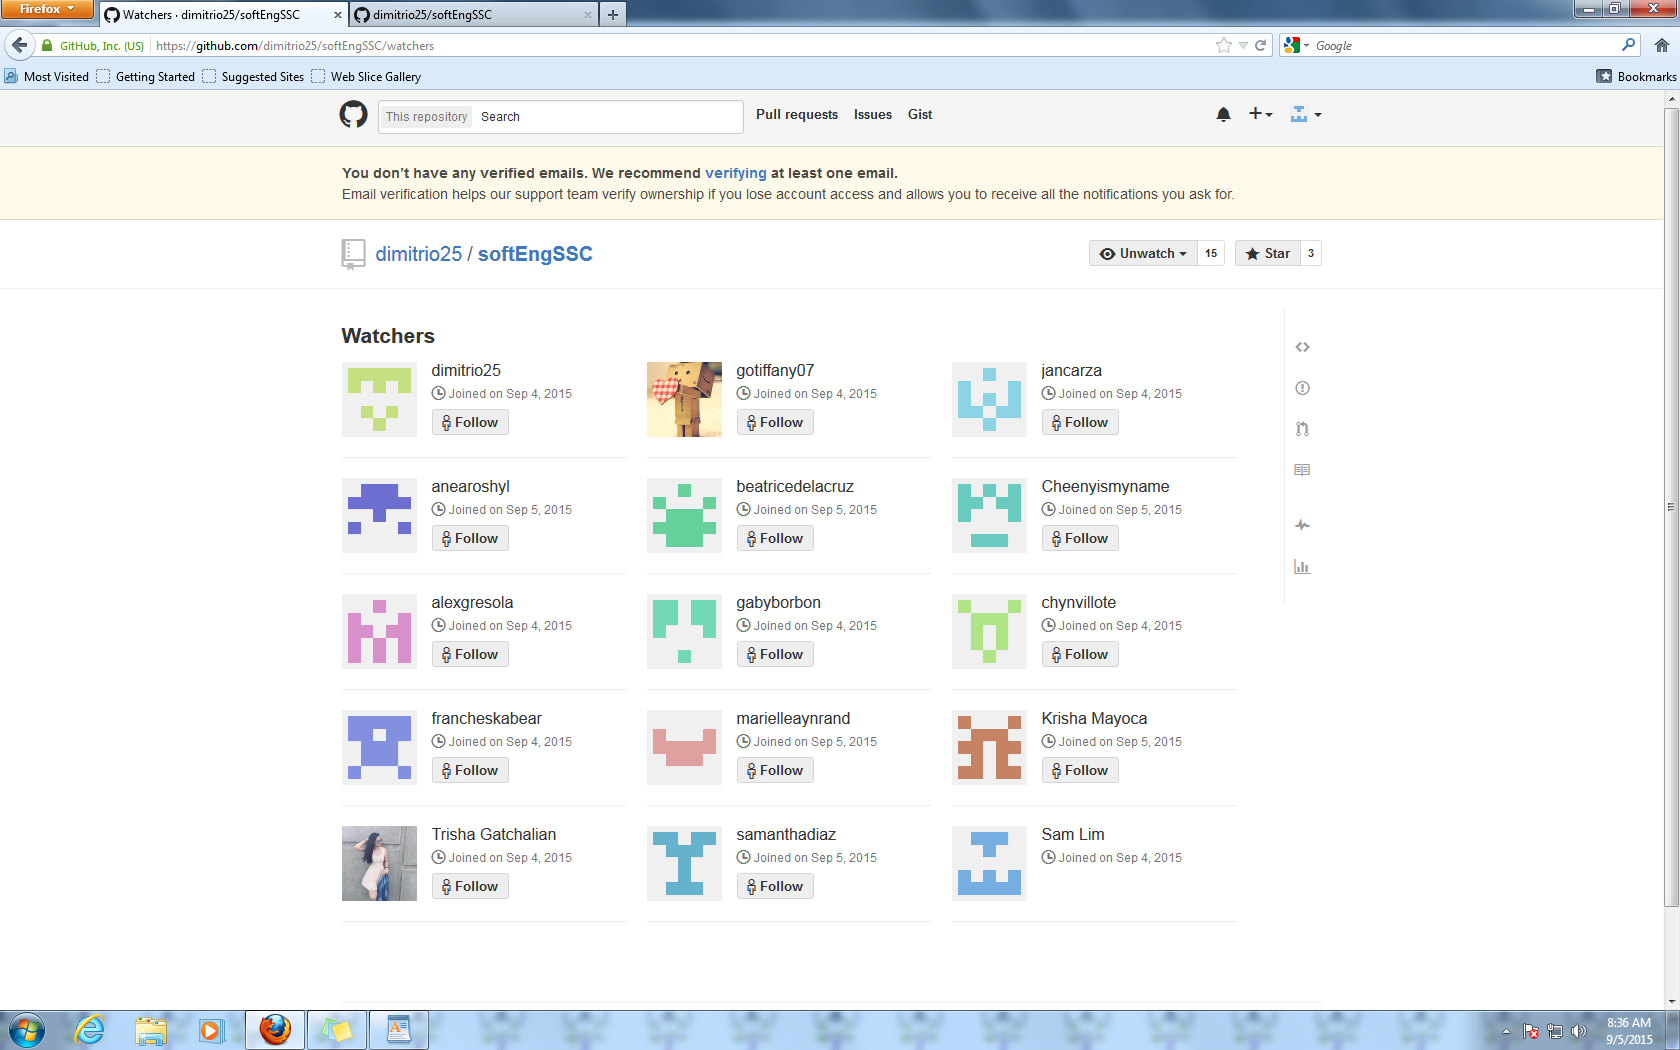 Firefox
Watchers · dimitrio25/softEngSSC
dimitrio25/softEngSSC
GitHub, Inc. (US)
https://github.com/dimitrio25/softEngSSC/watchers
Google
Most Visited
Getting Started
Suggested Sites
Web Slice Gallery
Bookmarks
This repository
Search
Pull requests
Issues
Gist
You don’t have any verified emails. We recommend verifying at least one email.
Email verification helps our support team verify ownership if you lose account access and allows you to receive all the notifications you ask for.
dimitrio25 / softEngSSC
Unwatch
15
Star
3
Watchers
dimitrio25
Joined on Sep 4, 2015
Follow
gotiffany07
Joined on Sep 4, 2015
Follow
jancarza
Joined on Sep 4, 2015
Follow
anearoshyl
Joined on Sep 5, 2015
Follow
beatricedelacruz
Joined on Sep 5, 2015
Follow
Cheenyismyname
Joined on Sep 5, 2015
Follow
alexgresola
Joined on Sep 4, 2015
Follow
gabyborbon
Joined on Sep 4, 2015
Follow
chynvillote
Joined on Sep 4, 2015
Follow
francheskabear
Joined on Sep 4, 2015
Follow
marielleaynrand
Joined on Sep 5, 2015
Follow
Krisha Mayoca
Joined on Sep 5, 2015
Follow
Trisha Gatchalian
Joined on Sep 4, 2015
Follow
samanthadiaz
Joined on Sep 5, 2015
Follow
Sam Lim
Joined on Sep 4, 2015
8:36 AM
9/5/2015